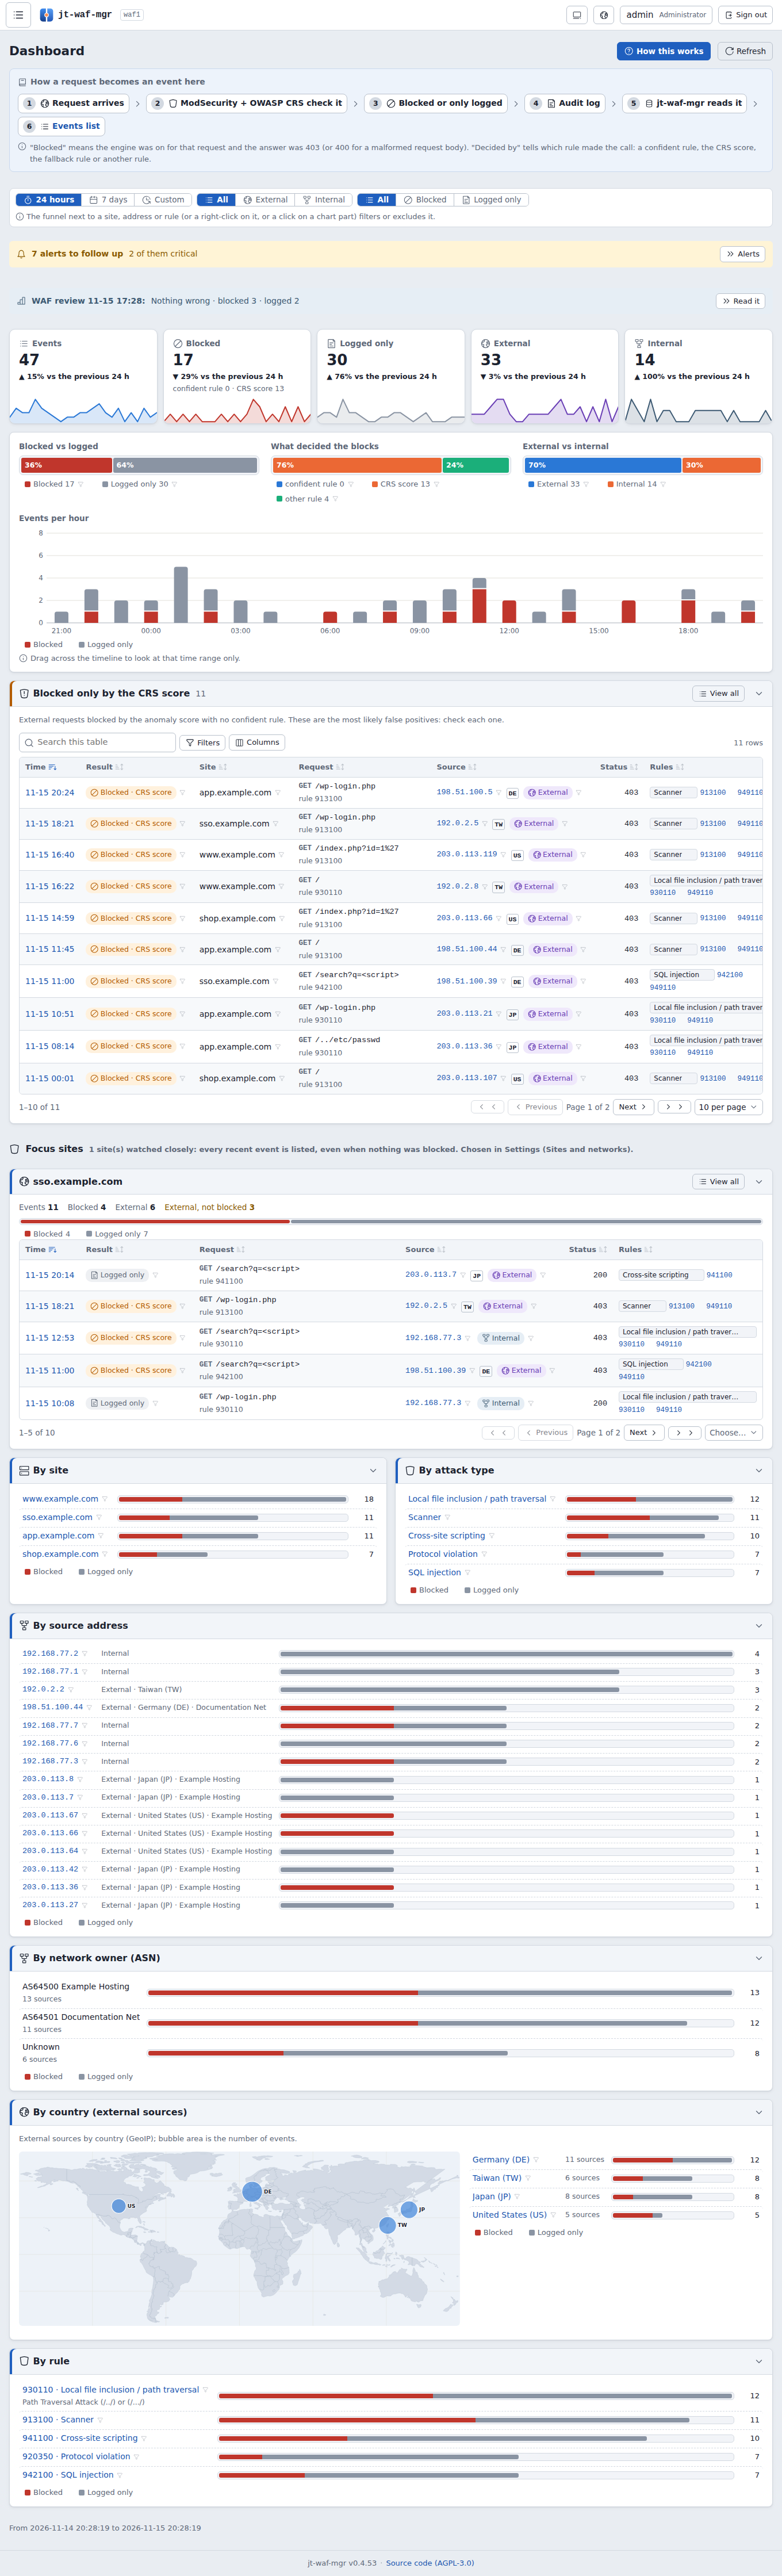 jt-waf-mgr waf1 admin Administrator Sign out
Dashboard How this works Refresh
How a request becomes an event here
1 Request arrives 2 ModSecurity + OWASP CRS check it 3 Blocked or only logged 4 Audit log 5 jt-waf-mgr reads it
6 Events list
"Blocked" means the engine was on for that request and the answer was 403 (or 400 for a malformed request body). "Decided by" tells which rule made the call: a confident rule, the CRS score,
the fallback rule or another rule.
24 hours 7 days Custom All External Internal All Blocked Logged only
The funnel next to a site, address or rule (or a right-click on it, or a click on a chart part) filters or excludes it.
7 alerts to follow up 2 of them critical Alerts
WAF review 11-15 17:28: Nothing wrong · blocked 3 · logged 2 Read it
Events Blocked Logged only External Internal
47 17 30 33 14
▲ 15% vs the previous 24 h ▼ 29% vs the previous 24 h ▲ 76% vs the previous 24 h ▼ 3% vs the previous 24 h ▲ 100% vs the previous 24 h
confident rule 0 · CRS score 13
Blocked vs logged What decided the blocks External vs internal
36% 64% 76% 24% 70% 30%
Blocked 17 Logged only 30 confident rule 0 CRS score 13 External 33 Internal 14
other rule 4
Events per hour
8
6
4
2
0
21:00 00:00 03:00 06:00 09:00 12:00 15:00 18:00
Blocked Logged only
Drag across the timeline to look at that time range only.
Blocked only by the CRS score 11 View all
External requests blocked by the anomaly score with no confident rule. These are the most likely false positives: check each one.
Search this table Filters Columns 11 rows
Time Result Site Request Source Status Rules
11-15 20:24 Blocked · CRS score app.example.com GET /wp-login.php 198.51.100.5 DE External 403 Scanner 913100 949110
rule 913100
11-15 18:21 Blocked · CRS score sso.example.com GET /wp-login.php 192.0.2.5 TW External 403 Scanner 913100 949110
rule 913100
11-15 16:40 Blocked · CRS score www.example.com GET /index.php?id=1%27 203.0.113.119 US External 403 Scanner 913100 949110
rule 913100
11-15 16:22 Blocked · CRS score www.example.com GET / 192.0.2.8 TW External 403 Local file inclusion / path traver
rule 930110 930110 949110
11-15 14:59 Blocked · CRS score shop.example.com GET /index.php?id=1%27 203.0.113.66 US External 403 Scanner 913100 949110
rule 913100
11-15 11:45 Blocked · CRS score app.example.com GET / 198.51.100.44 DE External 403 Scanner 913100 949110
rule 913100
11-15 11:00 Blocked · CRS score sso.example.com GET /search?q=<script> 198.51.100.39 DE External 403 SQL injection 942100
rule 942100 949110
11-15 10:51 Blocked · CRS score app.example.com GET /wp-login.php 203.0.113.21 JP External 403 Local file inclusion / path traver
rule 930110 930110 949110
11-15 08:14 Blocked · CRS score app.example.com GET /../etc/passwd 203.0.113.36 JP External 403 Local file inclusion / path traver
rule 930110 930110 949110
11-15 00:01 Blocked · CRS score shop.example.com GET / 203.0.113.107 US External 403 Scanner 913100 949110
rule 913100
1–10 of 11 Previous Page 1 of 2 Next 10 per page
Focus sites 1 site(s) watched closely: every recent event is listed, even when nothing was blocked. Chosen in Settings (Sites and networks).
sso.example.com View all
Events 11 Blocked 4 External 6 External, not blocked 3
Blocked 4 Logged only 7
Time Result Request Source Status Rules
11-15 20:14 Logged only GET /search?q=<script> 203.0.113.7 JP External 200 Cross-site scripting 941100
rule 941100
11-15 18:21 Blocked · CRS score GET /wp-login.php 192.0.2.5 TW External 403 Scanner 913100 949110
rule 913100
11-15 12:53 Blocked · CRS score GET /search?q=<script> 192.168.77.3 Internal 403 Local file inclusion / path traver…
rule 930110 930110 949110
11-15 11:00 Blocked · CRS score GET /search?q=<script> 198.51.100.39 DE External 403 SQL injection 942100
rule 942100 949110
11-15 10:08 Logged only GET /wp-login.php 192.168.77.3 Internal 200 Local file inclusion / path traver…
rule 930110 930110 949110
1–5 of 10 Previous Page 1 of 2 Next Choose...
By site
www.example.com 18
sso.example.com 11
app.example.com 11
shop.example.com 7
Blocked Logged only
By attack type
Local file inclusion / path traversal 12
Scanner 11
Cross-site scripting 10
Protocol violation 7
SQL injection 7
Blocked Logged only
By source address
192.168.77.2 Internal 4
192.168.77.1 Internal 3
192.0.2.2 External · Taiwan (TW) 3
198.51.100.44 External · Germany (DE) · Documentation Net 2
192.168.77.7 Internal 2
192.168.77.6 Internal 2
192.168.77.3 Internal 2
203.0.113.8 External · Japan (JP) · Example Hosting 1
203.0.113.7 External · Japan (JP) · Example Hosting 1
203.0.113.67 External · United States (US) · Example Hosting 1
203.0.113.66 External · United States (US) · Example Hosting 1
203.0.113.64 External · United States (US) · Example Hosting 1
203.0.113.42 External · Japan (JP) · Example Hosting 1
203.0.113.36 External · Japan (JP) · Example Hosting 1
203.0.113.27 External · Japan (JP) · Example Hosting 1
Blocked Logged only
By network owner (ASN)
AS64500 Example Hosting 13
13 sources
AS64501 Documentation Net 12
11 sources
Unknown 8
6 sources
Blocked Logged only
By country (external sources)
External sources by country (GeoIP); bubble area is the number of events.
US DE JP TW
Germany (DE) 11 sources 12
Taiwan (TW) 6 sources 8
Japan (JP) 8 sources 8
United States (US) 5 sources 5
Blocked Logged only
By rule
930110 · Local file inclusion / path traversal 12
Path Traversal Attack (/../) or (/.../)
913100 · Scanner 11
941100 · Cross-site scripting 10
920350 · Protocol violation 7
942100 · SQL injection 7
Blocked Logged only
From 2026-11-14 20:28:19 to 2026-11-15 20:28:19
jt-waf-mgr v0.4.53 · Source code (AGPL-3.0)